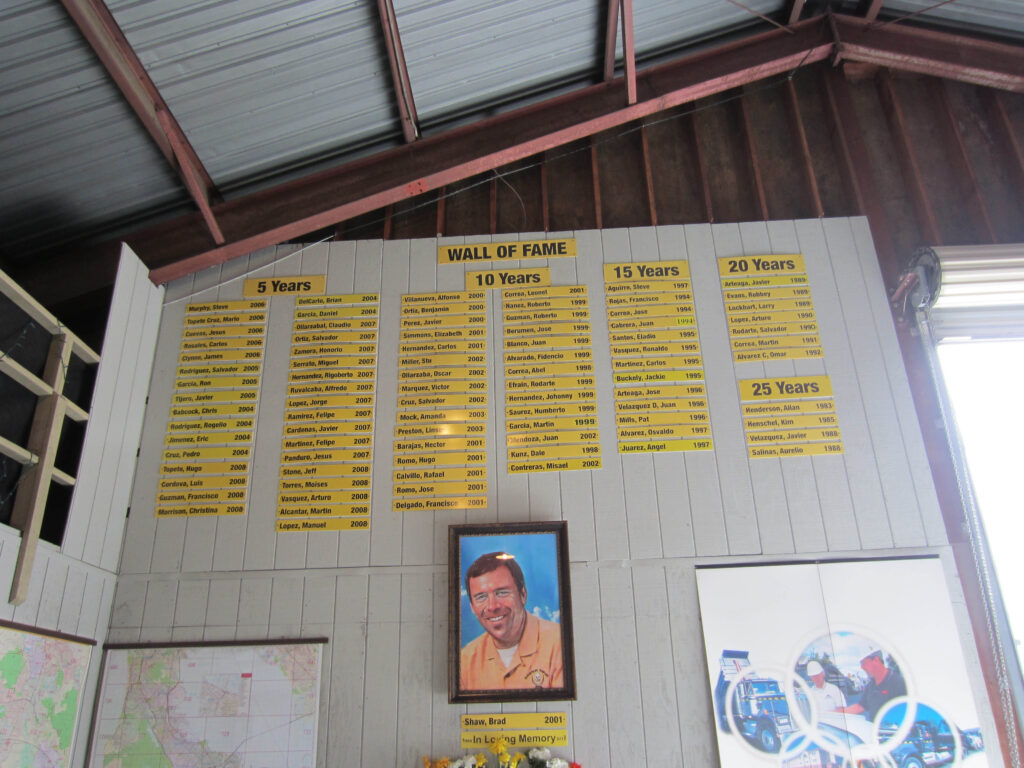 WALL OF FAME
5 Years
Murphy, Steve 2006
Topete Cruz, Mario 2006
Cuevas, Jesus 2006
Rosales, Carlos 2006
Clynes, James 2006
Rodriguez, Salvador 2005
Garcia, Ron 2005
Tijero, Javier 2005
Babcock, Chris 2004
Rodriguez, Rogelio 2004
Jimenez, Eric 2004
Cruz, Pedro 2004
Topete, Hugo 2008
Cordova, Luis 2008
Guzman, Francisco 2008
Morrison, Christina 2008
DelCarlo, Brian 2004
Garcia, Daniel 2004
Ollarzabal, Claudio 2007
Ortiz, Salvador 2007
Zamora, Honorio 2007
Serrato, Miguel 2007
Hernandez, Rigoberto 2007
Ruvalcaba, Alfredo 2007
Lopez, Jorge 2007
Ramirez, Felipe 2007
Cardenas, Javier 2007
Martinez, Felipe 2007
Panduro, Jesus 2007
Stone, Jeff 2008
Torres, Moises 2008
Vasquez, Arturo 2008
Alcantar, Martin 2008
Lopez, Manuel 2008
10 Years
Villanueva, Alfonso 2000
Ortiz, Benjamin 2000
Perez, Javier 2000
Simmons, Elizabeth 2001
Hernandez, Carlos 2001
Miller, Stu 2002
Ollarzaba, Oscar 2002
Marquez, Victor 2002
Cruz, Salvador 2002
Mock, Amanda 2003
Preston, 2003
Barajas, Hector 2001
Romo, Hugo 2001
Calvillo, Rafael 2001
Romo, Jose 2001
Delgado, Francisco 2001
Correa, Leonel 2001
Nanez, Roberto 1999
Guzman, Roberto 1999
Berumen, Jose 1999
Blanco, Juan 1999
Alvarado, Fidencio 1999
Correa, Abel 1998
Efrain, Rodarte 1999
Hernandez, Johonny 1999
Saurez, Humberto 1999
Garcia, Martin 1999
Mendoza, Juan 2002
Kunz, Dale 1998
Contreras, Misael 2002
15 Years
Aguirre, Steve 1997
Rojas, Francisco 1994
Correa, Jose 1994
Cabrera, Juan 1994
Santos, Eladio 1995
Vasquez, Ronaldo 1995
Martinez, Carlos 1995
Buckely, Jackie 1995
Arteaga, Jose 1996
Velazquez D, Juan 1996
Mills, Pat 1996
Alvarez, Osvaldo 1997
Juarez, Angel 1997
20 Years
Arteaga, Javier 1989
Evans, Robbey 1989
Lockhart, Larry 1989
Lopez, Arturo 1990
Rodarte, Salvador 1990
Correa, Martin 1991
Alvarez C, Omar 1992
25 Years
Henderson, Allan 1983
Henschel, Kim 1985
Velazquez, Javier 1986
Salinas, Aurelio 1988
Shaw, Brad 2001
In Loving Memory